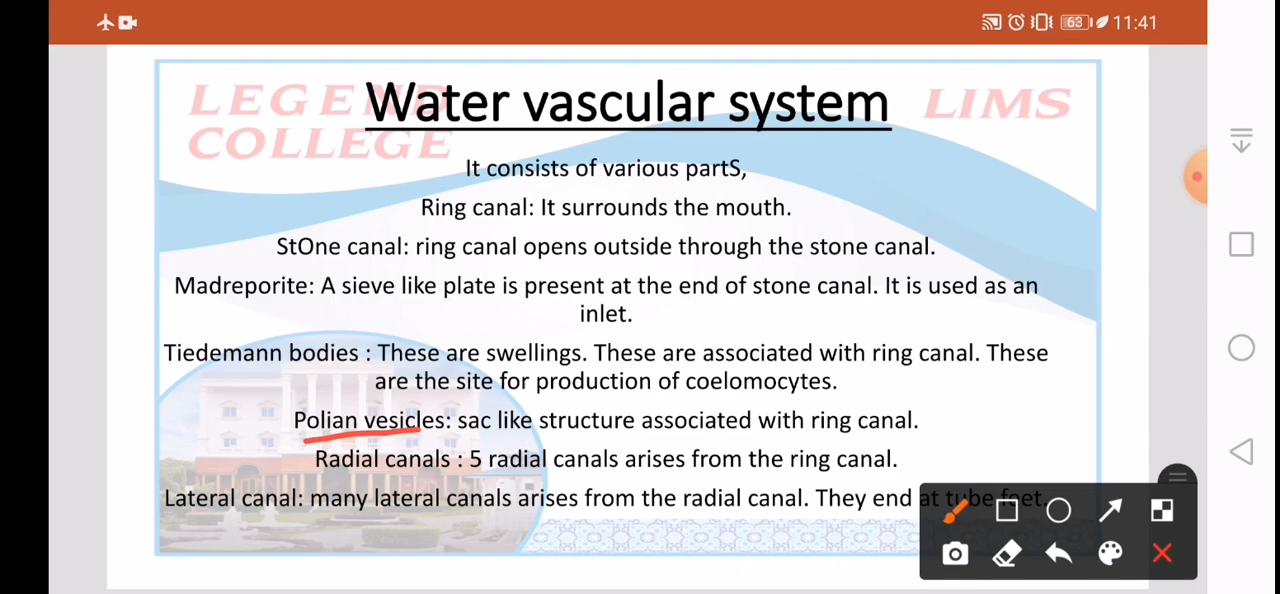 63 11:41
LEGEND Water vascular system LIMS
COLLEGE
It consists of various partS,
Ring canal: It surrounds the mouth.
StOne canal: ring canal opens outside through the stone canal.
Madreporite: A sieve like plate is present at the end of stone canal. It is used as an
inlet.
Tiedemann bodies : These are swellings. These are associated with ring canal. These
are the site for production of coelomocytes.
Polian vesicles: sac like structure associated with ring canal.
Radial canals : 5 radial canals arises from the ring canal.
Lateral canal: many lateral canals arises from the radial canal. They end at tube feet.